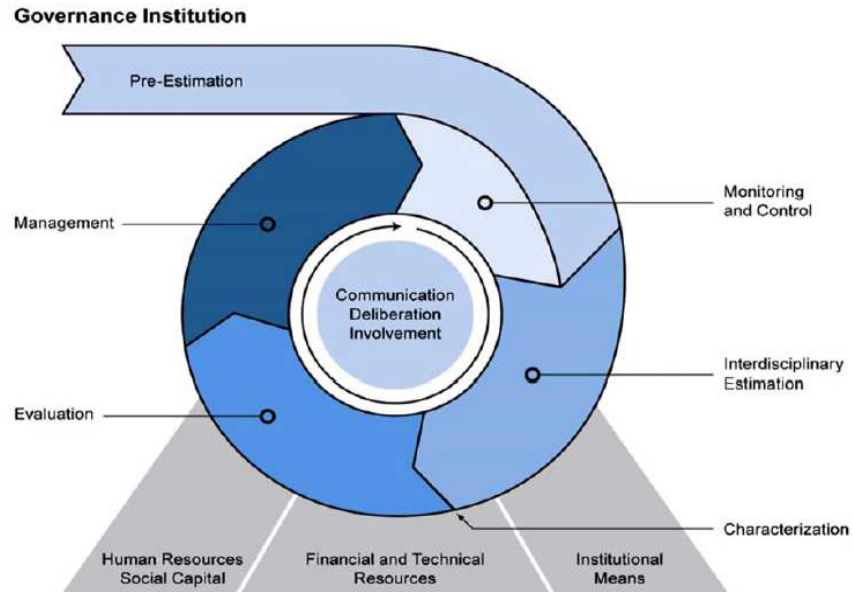 Governance Institution
Pre-Estimation
Monitoring
and Control
Management
Communication
Deliberation
Involvement
Interdisciplinary
Estimation
Evaluation
Characterization
Human Resources
Social Capital
Financial and Technical
Resources
Institutional
Means